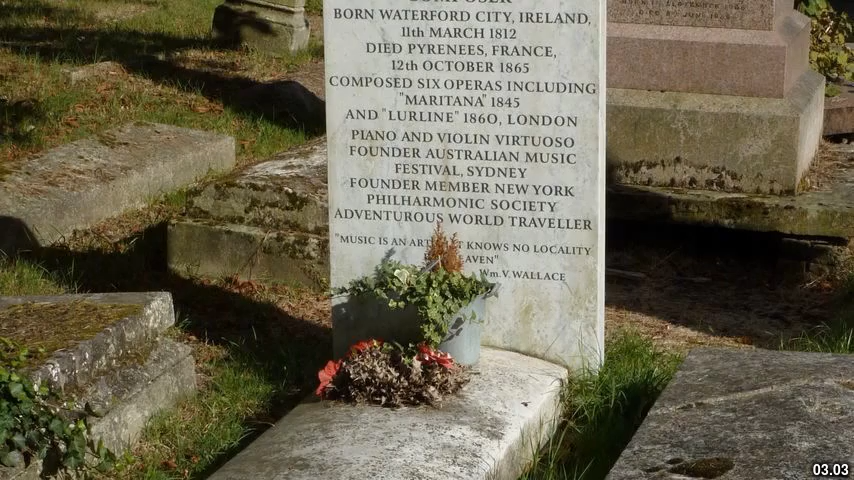 COMPOSER
BORN WATERFORD CITY, IRELAND,
11th MARCH 1812
DIED PYRENEES, FRANCE,
12th OCTOBER 1865
COMPOSED SIX OPERAS INCLUDING
"MARITANA" 1845
AND "LURLINE" 1860, LONDON
PIANO AND VIOLIN VIRTUOSO
FOUNDER AUSTRALIAN MUSIC
FESTIVAL, SYDNEY
FOUNDER MEMBER NEW YORK
PHILHARMONIC SOCIETY
ADVENTUROUS WORLD TRAVELLER
"MUSIC IS AN ART KNOWS NO LOCALITY
AVEN"
Wm. V. WALLACE
03.03